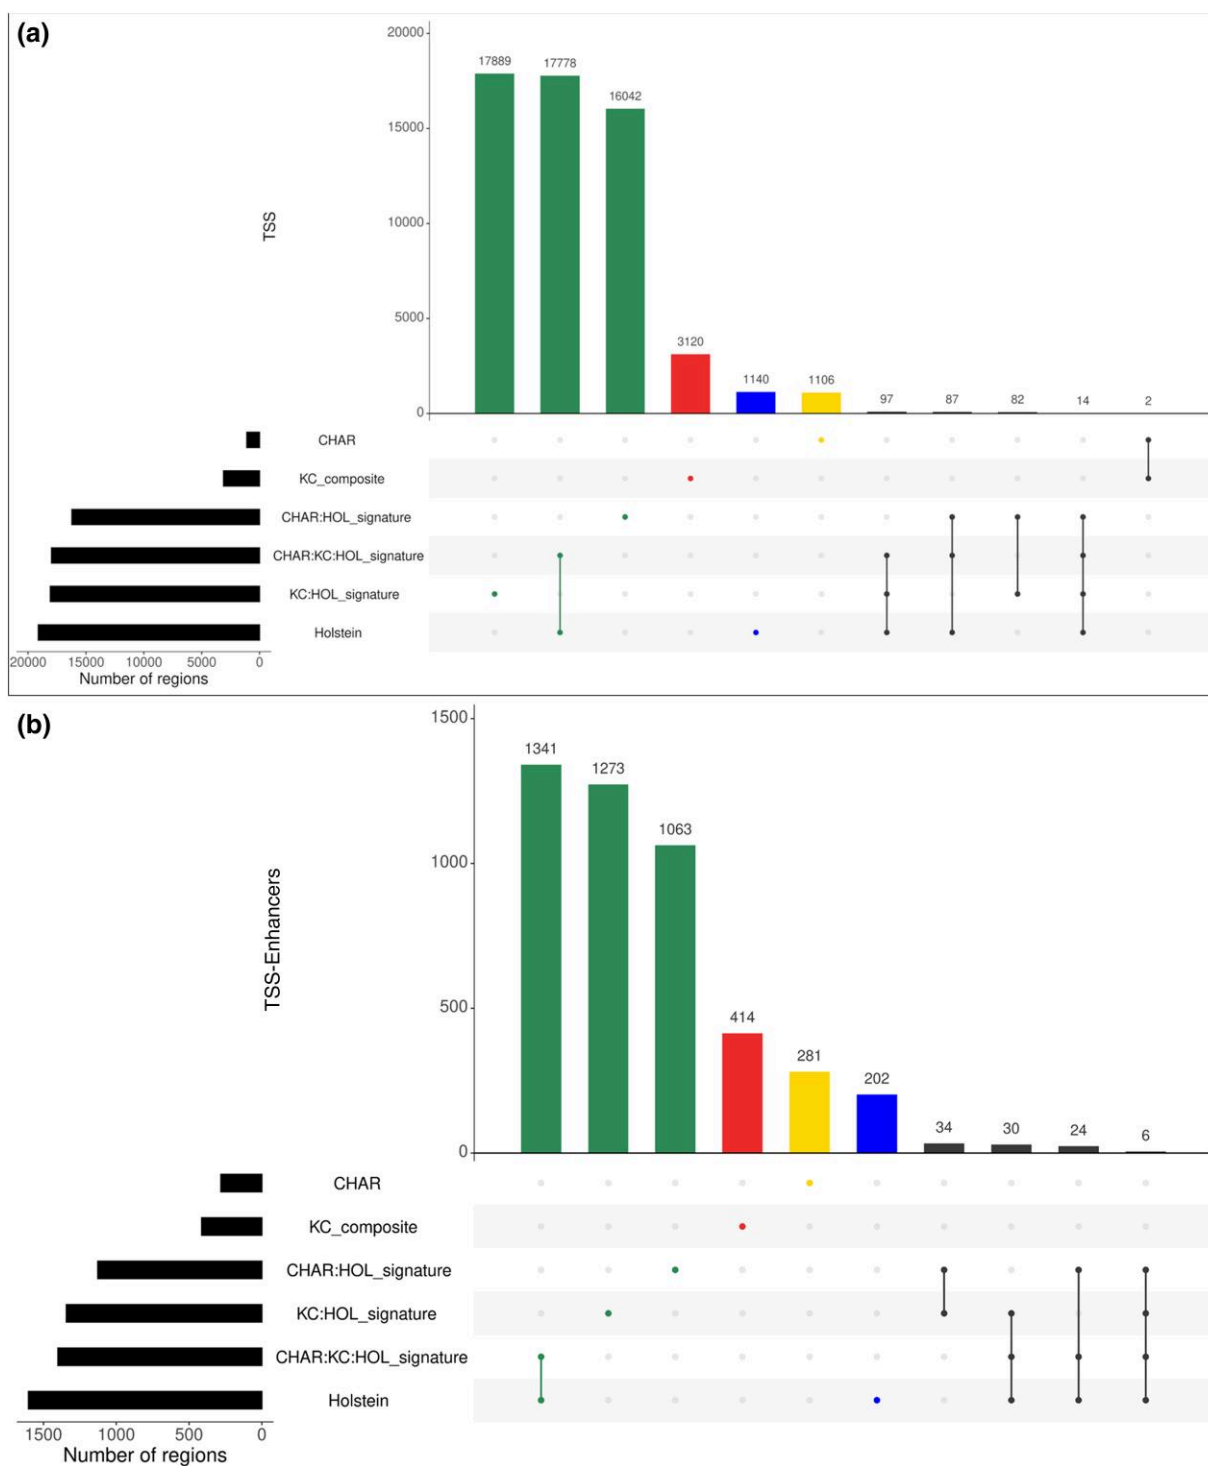 (a)
20000
17889
17778
16042
15000
TSS
10000
5000
3120
1140
1106
97
87
82
14
2
0
CHAR
KC_composite
CHAR:HOL_signature
CHAR:KC:HOL_signature
KC:HOL_signature
Holstein
20000 15000 10000 5000 0
Number of regions
(b)
1500
1341
1273
1063
1000
TSS-Enhancers
500
414
281
202
34
30
24
6
0
CHAR
KC_composite
CHAR:HOL_signature
KC:HOL_signature
CHAR:KC:HOL_signature
Holstein
1500 1000 500 0
Number of regions